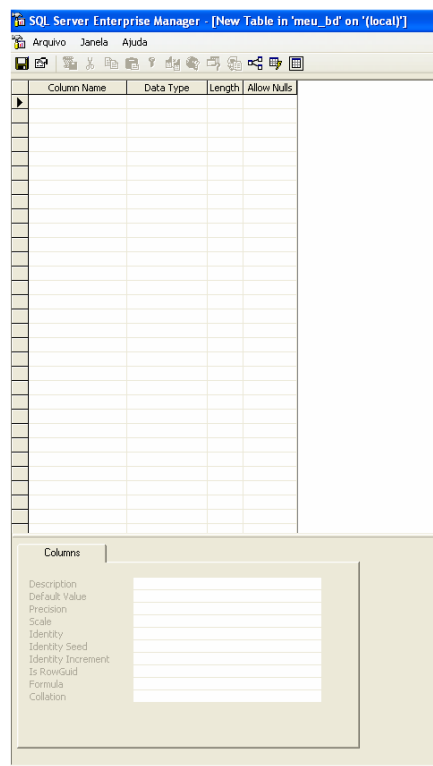 SQL Server Enterprise Manager - [New Table in 'meu_bd' on '(local)']
Arquivo Janela Ajuda
Column Name Data Type Length Allow Nulls
Columns
Description
Default Value
Precision
Scale
Identity
Identity Seed
Identity Increment
Is RowGuid
Formula
Collation